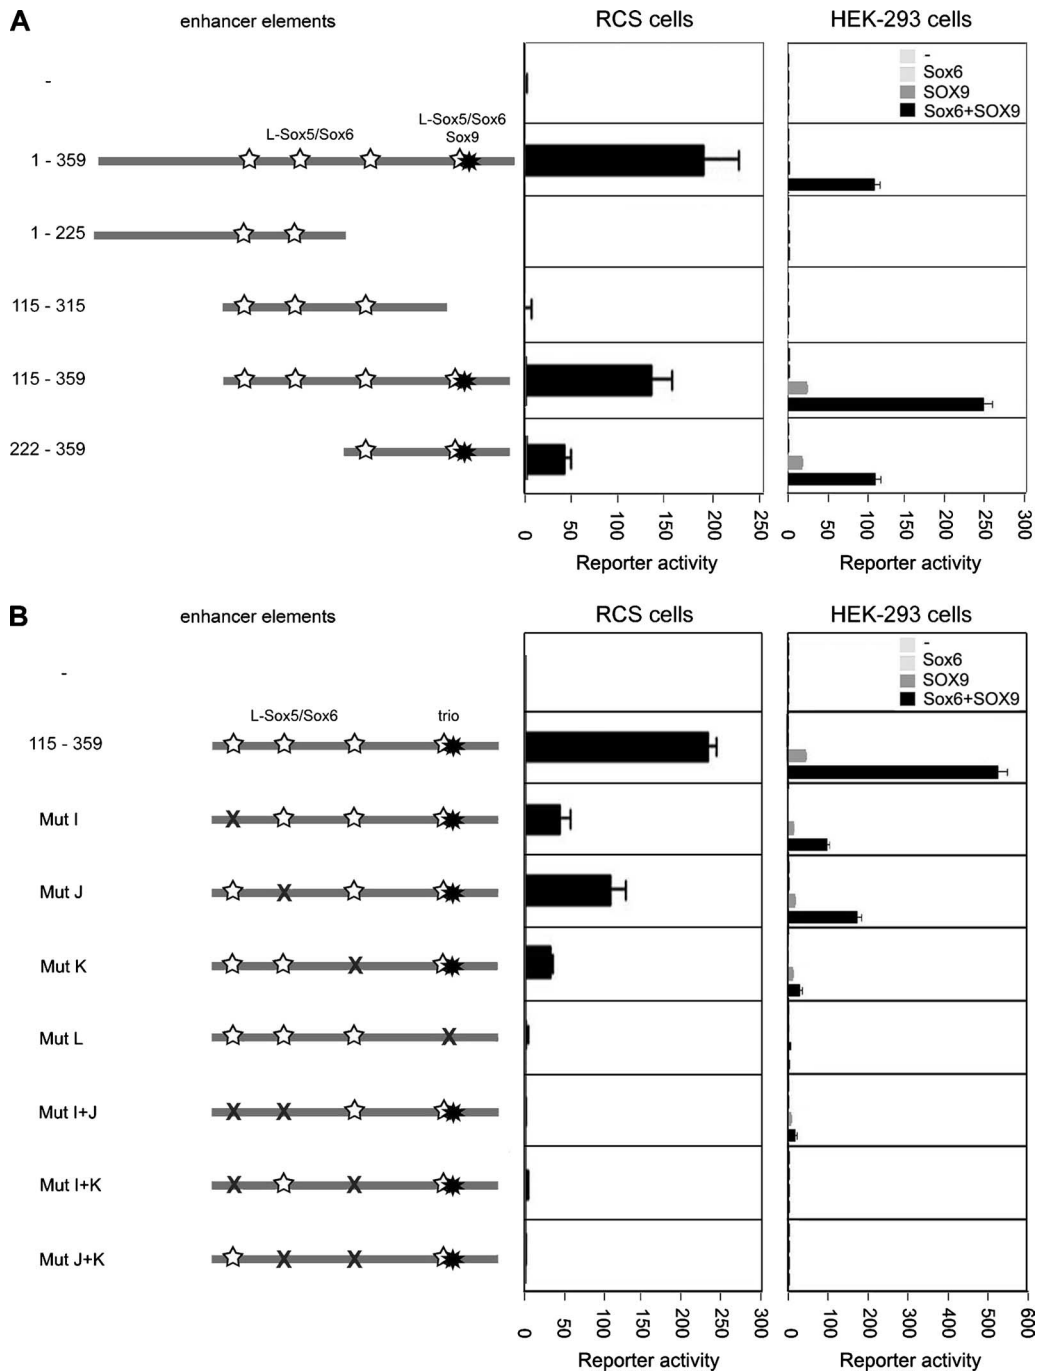 A
enhancer elements
RCS cells
HEK-293 cells
-
-
Sox6
SOX9
Sox6+SOX9
L-Sox5/Sox6
L-Sox5/Sox6
Sox9
1 - 359
1 - 225
115 - 315
115 - 359
222 - 359
0 50 100 150 200 250
0 50 100 150 200 250 300
Reporter activity
Reporter activity
B
enhancer elements
RCS cells
HEK-293 cells
-
-
Sox6
SOX9
Sox6+SOX9
L-Sox5/Sox6
trio
115 - 359
Mut I
X
Mut J
X
Mut K
X
Mut L
X
Mut I+J
X X
Mut I+K
X X
Mut J+K
X X
0 50 100 150 200 250 300
0 100 200 300 400 500 600
Reporter activity
Reporter activity